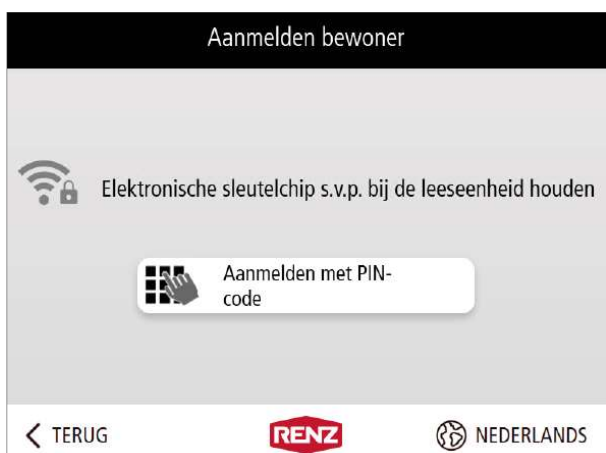 Aanmelden bewoner
Elektronische sleutelchip s.v.p. bij de leeseenheid houden
Aanmelden met PIN-
code
TERUG
RENZ
NEDERLANDS